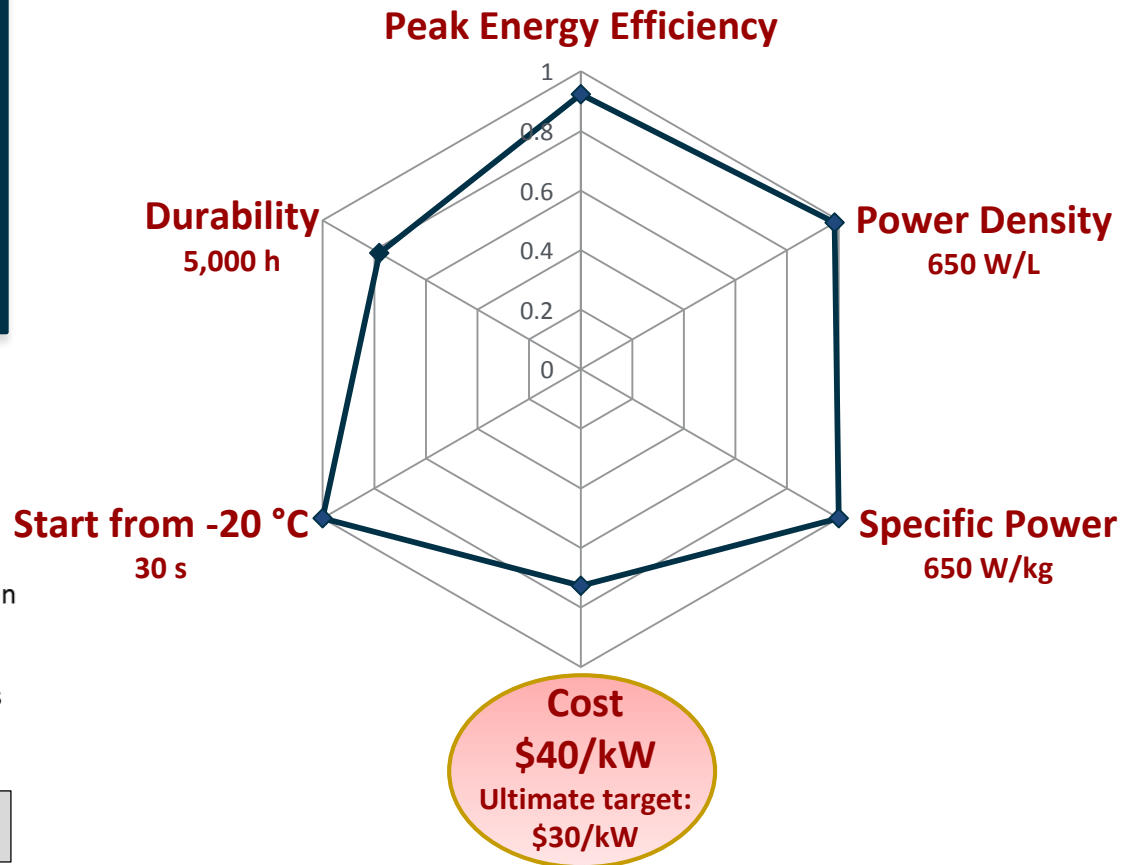 Peak Energy Efficiency
1
0.8
0.6
0.4
0.2
0
Durability
5,000 h
Power Density
650 W/L
Start from -20 °C
30 s
Specific Power
650 W/kg
n
s
Cost
$40/kW
Ultimate target:
$30/kW